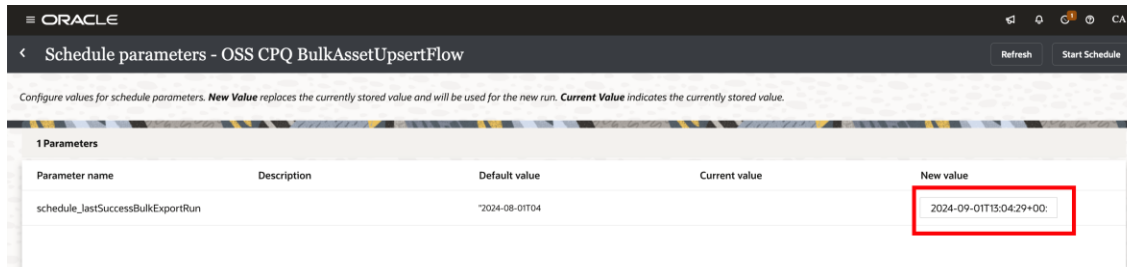 ORACLE
1
CA
Schedule parameters - OSS CPQ BulkAssetUpsertFlow
Refresh
Start Schedule
Configure values for schedule parameters. New Value replaces the currently stored value and will be used for the new run. Current Value indicates the currently stored value.
1 Parameters
Parameter name Description Default value Current value New value
schedule_lastSuccessBulkExportRun "2024-08-01T04 2024-09-01T13:04:29+00: